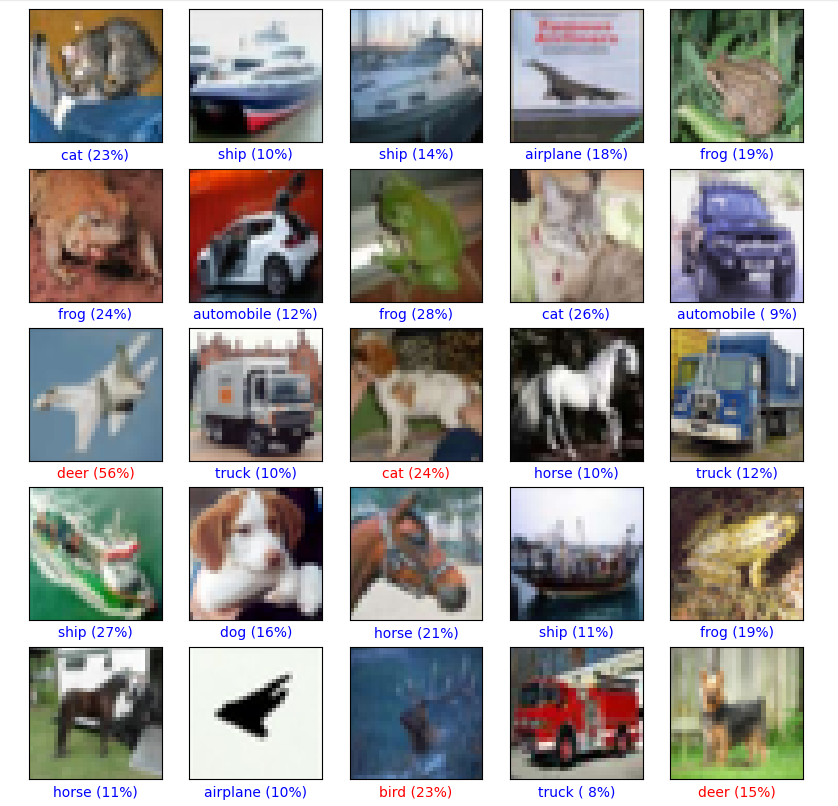 cat (23%)
ship (10%)
ship (14%)
airplane (18%)
frog (19%)
frog (24%)
automobile (12%)
frog (28%)
cat (26%)
automobile ( 9%)
deer (56%)
truck (10%)
cat (24%)
horse (10%)
truck (12%)
ship (27%)
dog (16%)
horse (21%)
ship (11%)
frog (19%)
horse (11%)
airplane (10%)
bird (23%)
truck ( 8%)
deer (15%)